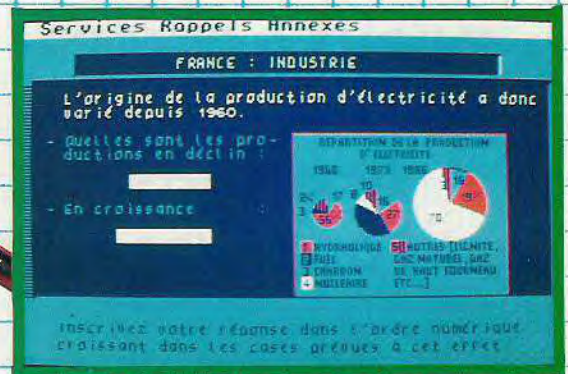 Services Rappels Annexes
FRANCE : INDUSTRIE
L'origine de la production d'électricité a donc
varié depuis 1960.
- Quelles sont les pro-
ductions en déclin :
- En croissance :
REPARTITION DE LA PRODUCTION
D'ELECTRICITE
1960 1973 1986
1 HYDRAULIQUE
2 FUEL
3 CHARBON
4 NUCLEAIRE
5 AUTRES [LIGNITE,
GAZ NATUREL, GAZ
DE HAUT FOURNEAU
ETC...]
Inscrivez votre réponse dans l'ordre numérique
croissant dans les cases prévues à cet effet